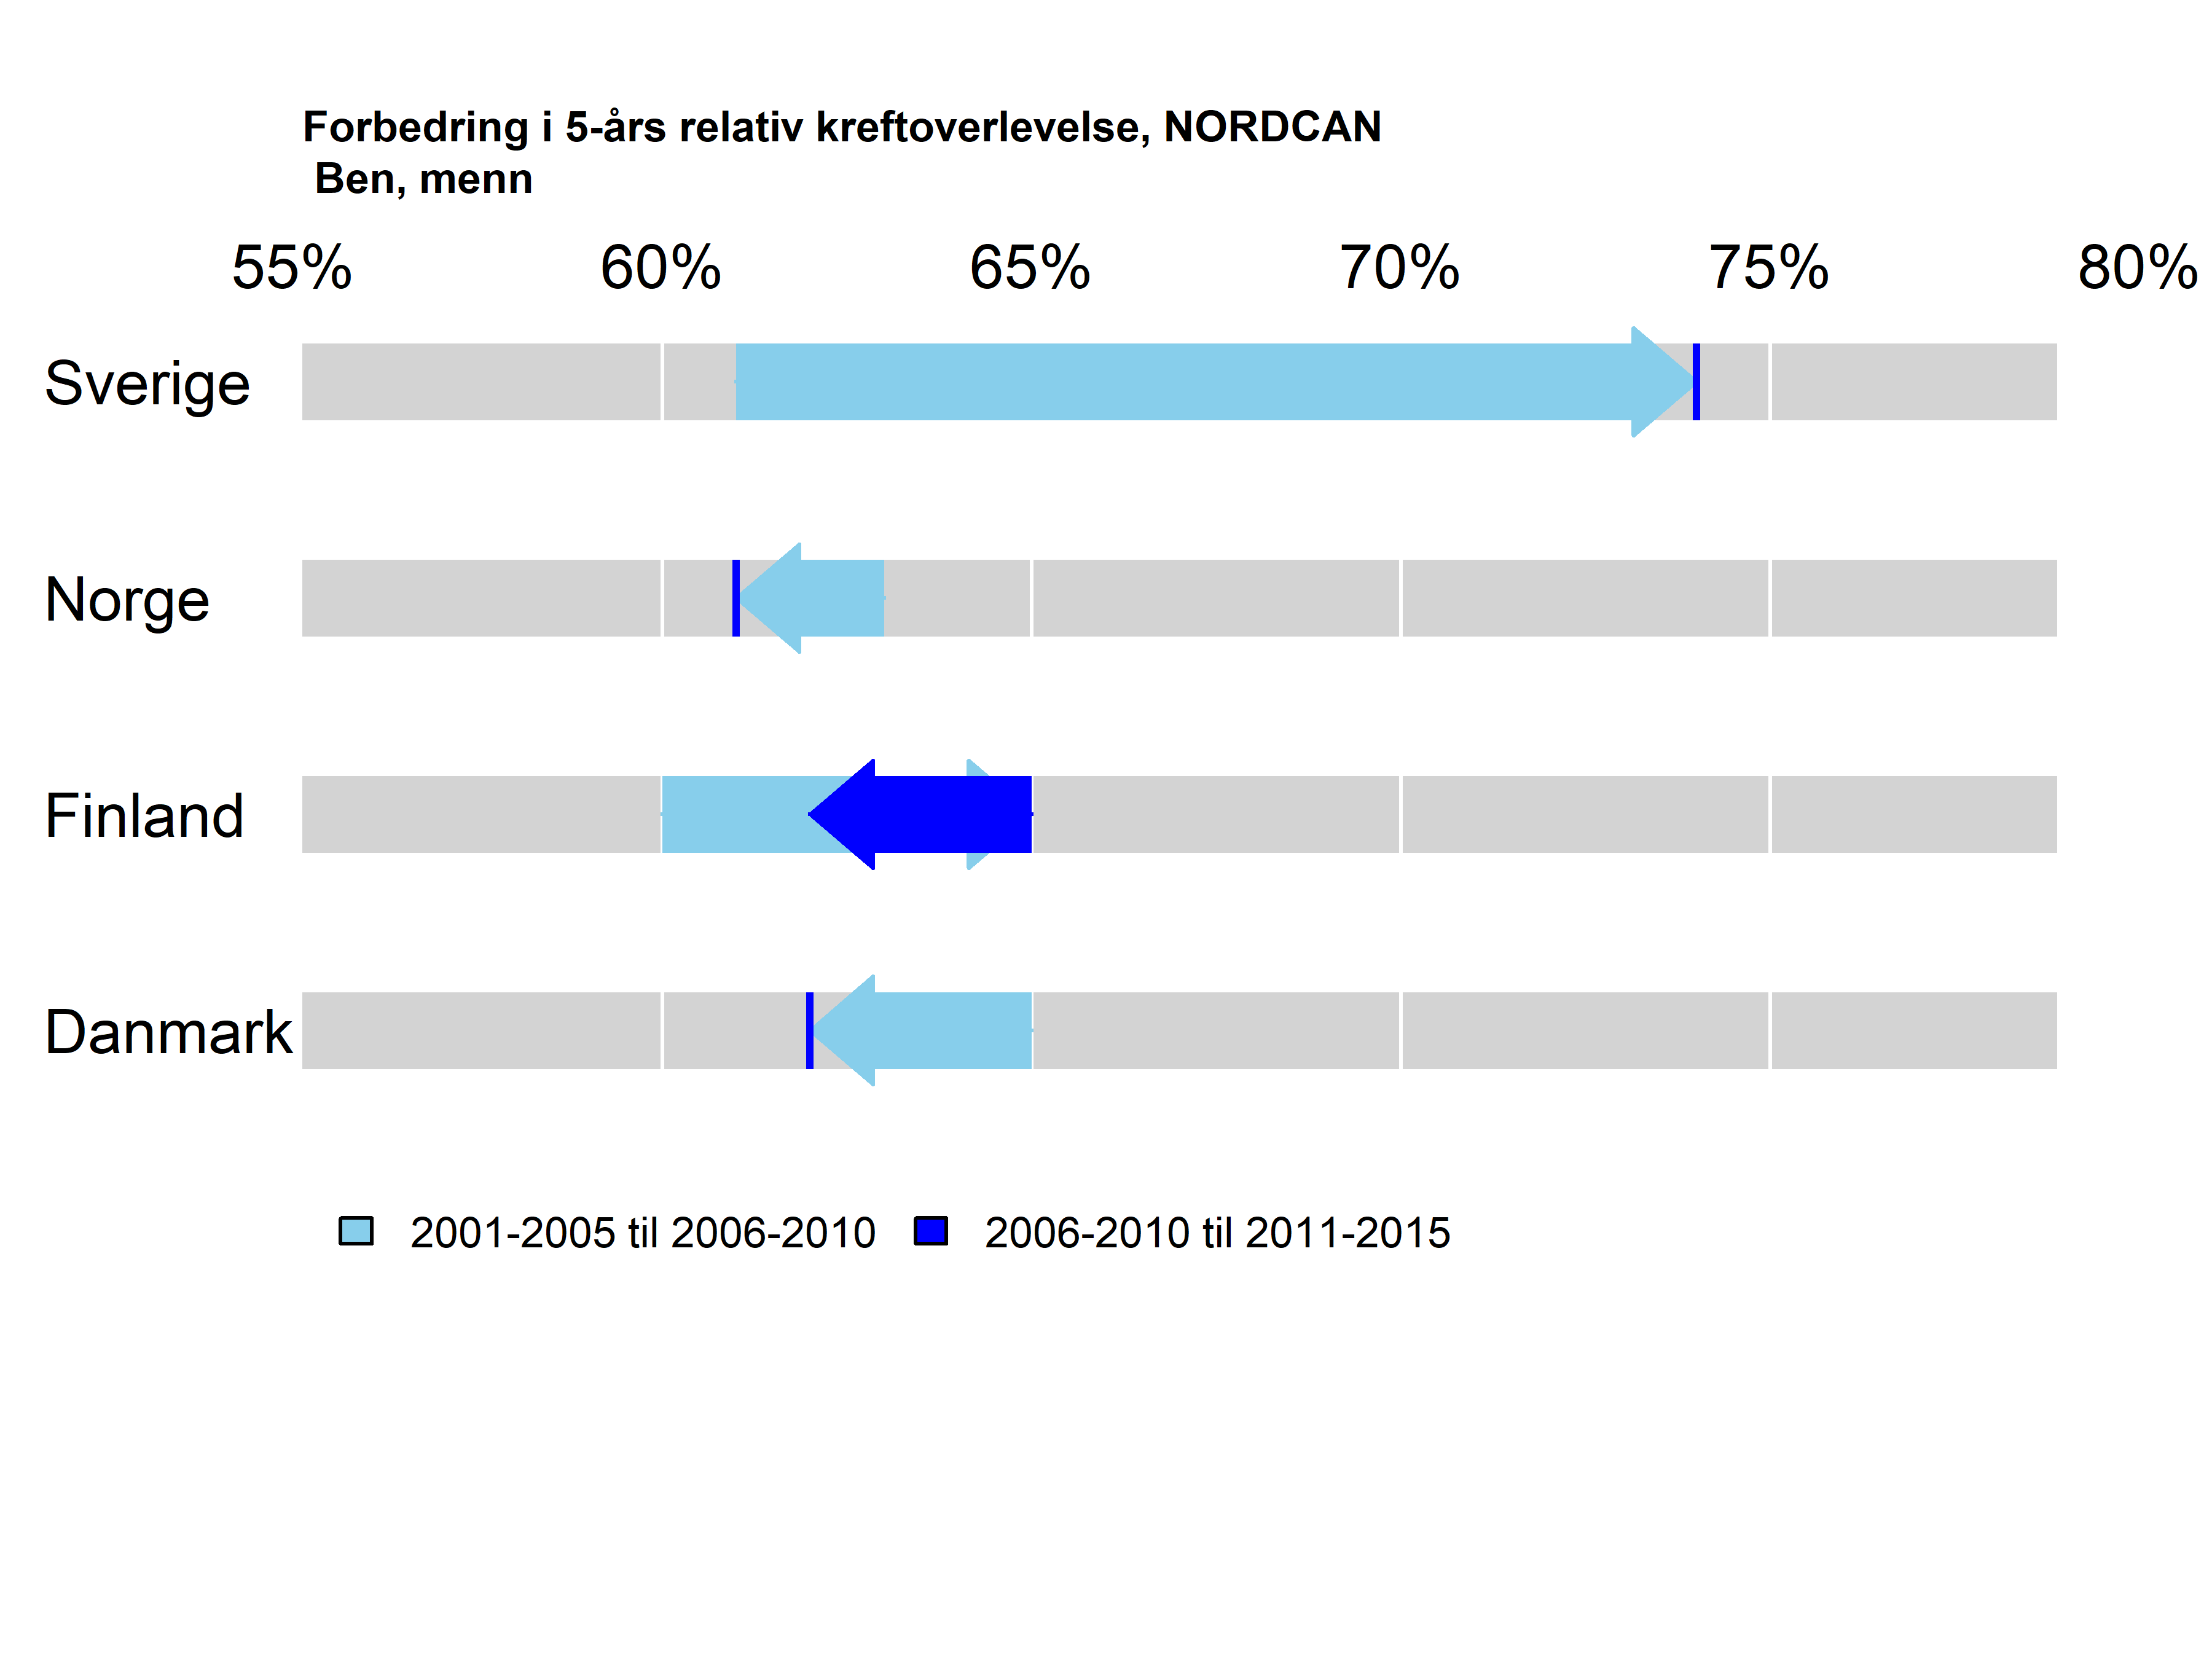 Forbedring i 5-års relativ kreftoverlevelse, NORDCAN
Ben, menn
55% 60% 65% 70% 75% 80%
Sverige
Norge
Finland
Danmark
2001-2005 til 2006-2010 2006-2010 til 2011-2015